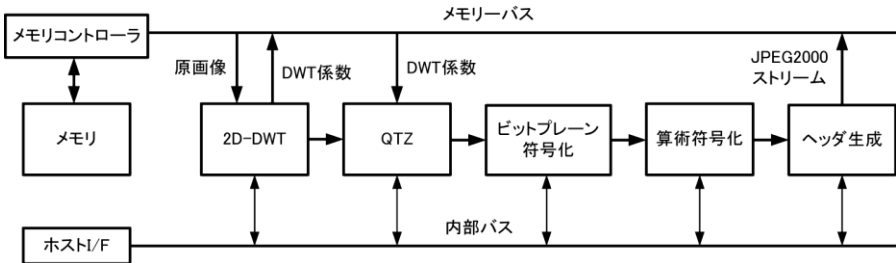 メモリーバス
メモリコントローラ
原画像
DWT係数
DWT係数
JPEG2000
ストリーム
メモリ
2D-DWT
QTZ
ビットプレーン
符号化
算術符号化
ヘッダ生成
内部バス
ホストI/F